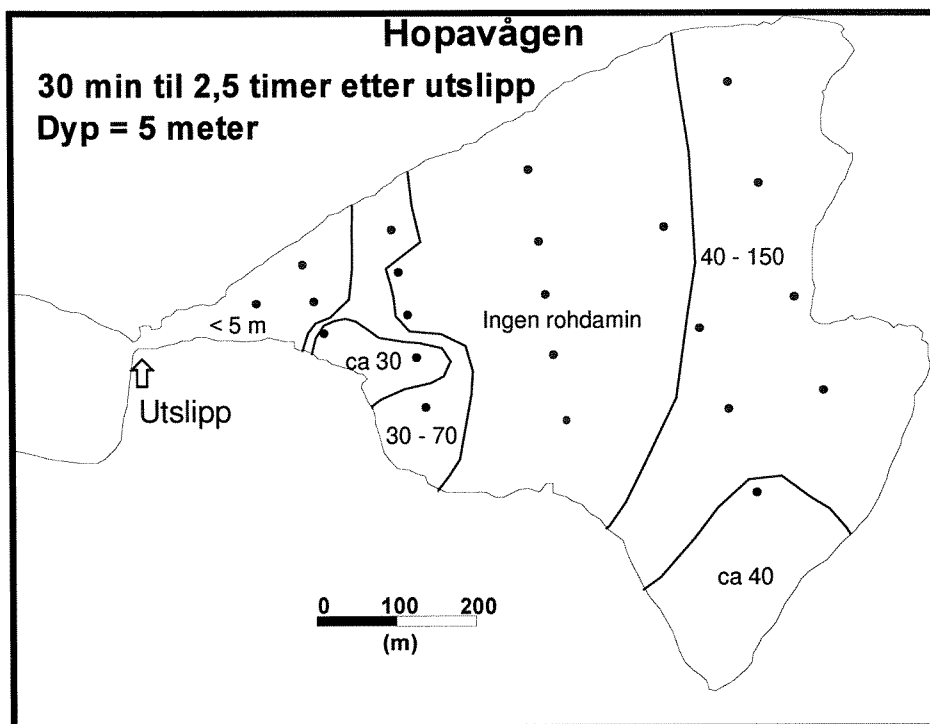 Hopavågen
30 min til 2,5 timer etter utslipp
Dyp = 5 meter
40 - 150
< 5 m
Ingen rohdamin
ca 30
Utslipp
30 - 70
ca 40
0 100 200
(m)